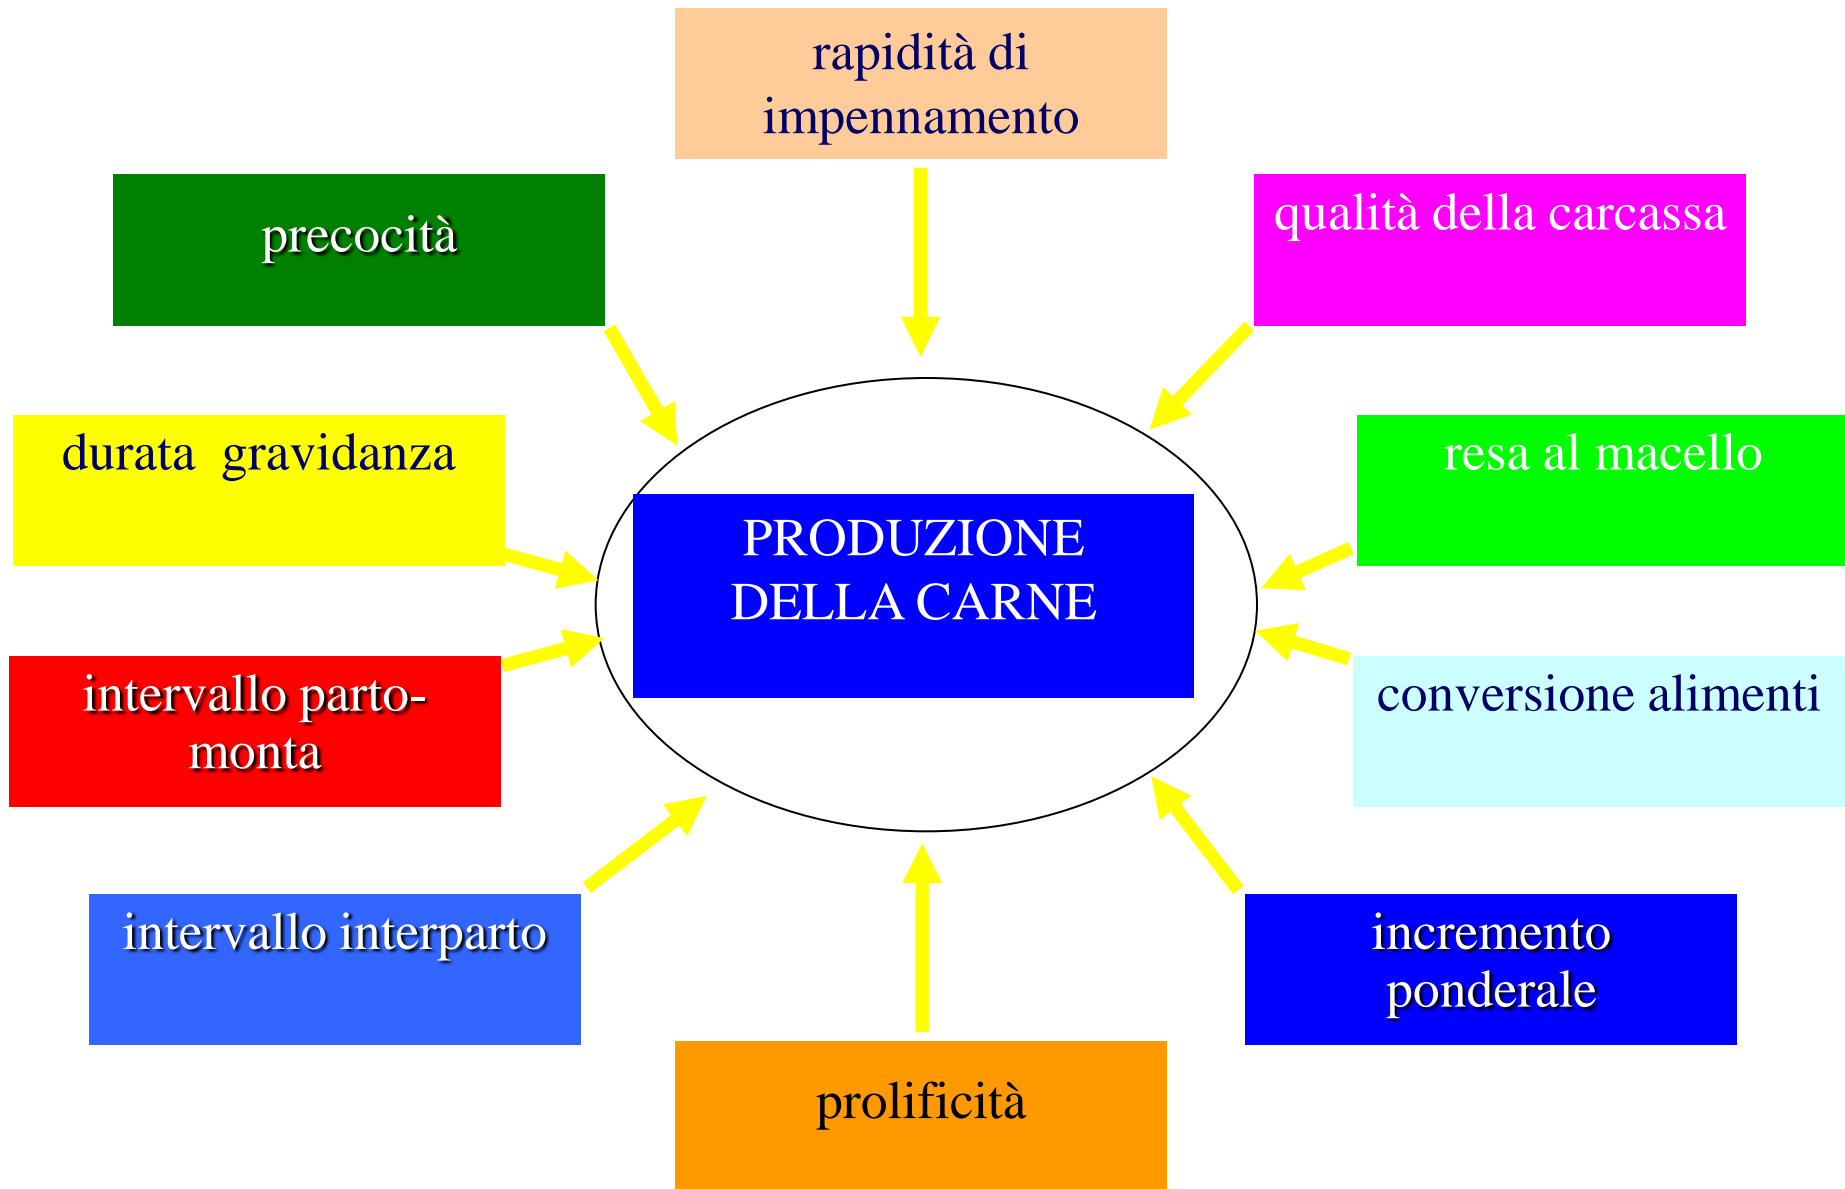 rapidità di
impennamento
precocità
qualità della carcassa
durata  gravidanza
resa al macello
PRODUZIONE
DELLA CARNE
intervallo parto-
monta
conversione alimenti
intervallo interparto
incremento
ponderale
prolificità